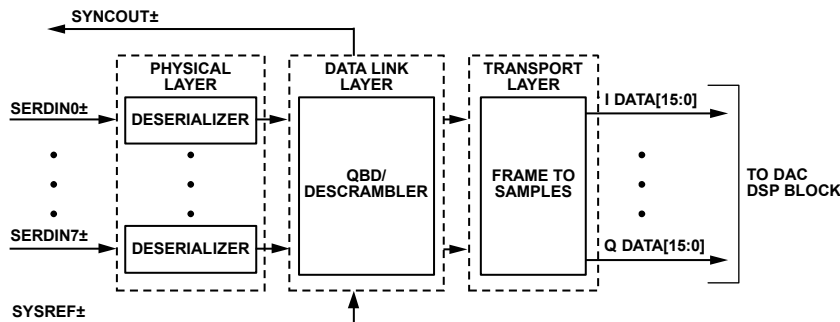 SYNCOUT±
PHYSICAL
LAYER
DATA LINK
LAYER
TRANSPORT
LAYER
SERDIN0±
DESERIALIZER
I DATA[15:0]
QBD/
DESCRAMBLER
FRAME TO
SAMPLES
TO DAC
DSP BLOCK
SERDIN7±
DESERIALIZER
Q DATA[15:0]
SYSREF±